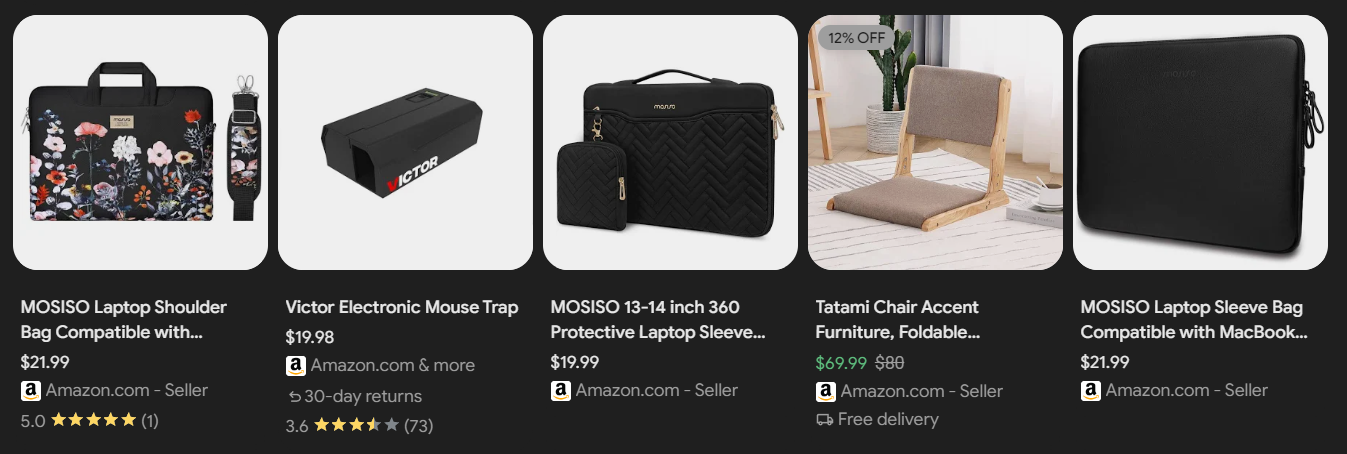 MOSISO Laptop Shoulder
Bag Compatible with...
$21.99
Amazon.com - Seller
5.0 (1)
VICTOR
Victor Electronic Mouse Trap
$19.98
Amazon.com & more
30-day returns
3.6 (73)
mosiso
MOSISO 13-14 inch 360
Protective Laptop Sleeve...
$19.99
Amazon.com - Seller
12% OFF
Tatami Chair Accent
Furniture, Foldable...
$69.99 $80
Amazon.com - Seller
Free delivery
mosiso
MOSISO Laptop Sleeve Bag
Compatible with MacBook...
$21.99
Amazon.com - Seller